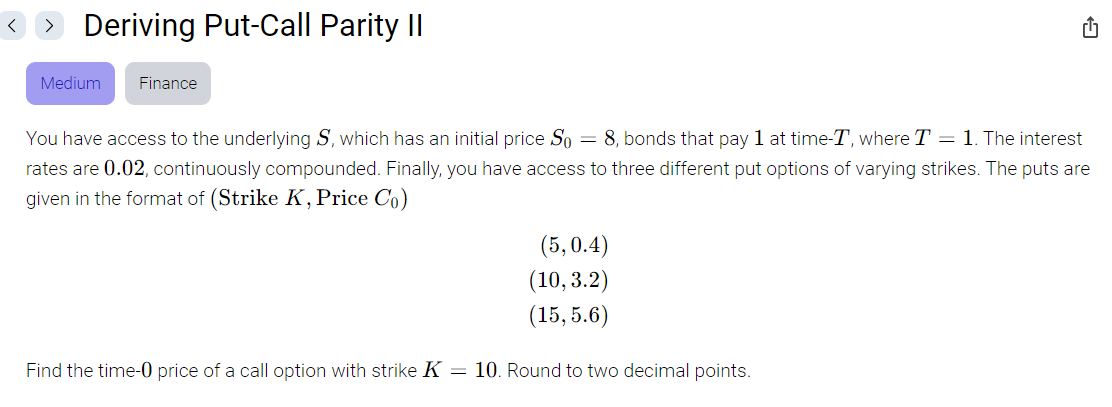 Deriving Put-Call Parity II
Medium Finance
You have access to the underlying S, which has an initial price S₀ = 8, bonds that pay 1 at time-T, where T = 1. The interest
rates are 0.02, continuously compounded. Finally, you have access to three different put options of varying strikes. The puts are
given in the format of (Strike K, Price C₀)
(5, 0.4)
(10, 3.2)
(15, 5.6)
Find the time-0 price of a call option with strike K = 10. Round to two decimal points.